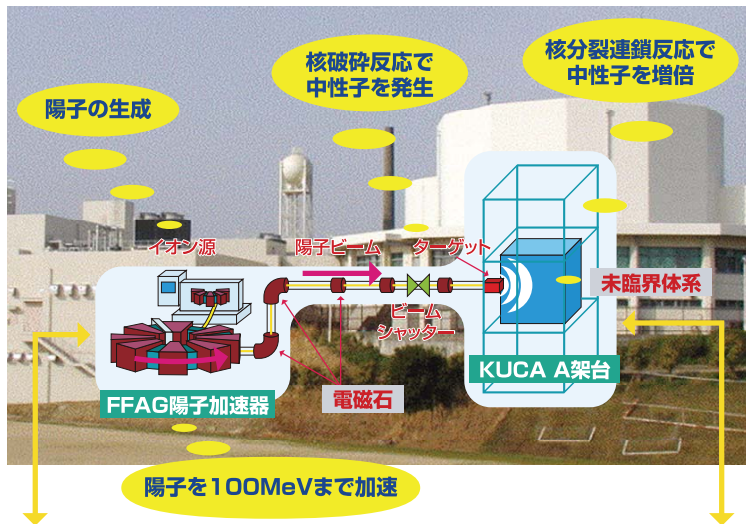 陽子の生成
核破砕反応で
中性子を発生
核分裂連鎖反応で
中性子を増倍
イオン源
陽子ビーム
ターゲット
未臨界体系
ビーム
シャッター
KUCA A架台
FFAG陽子加速器
電磁石
陽子を100MeVまで加速